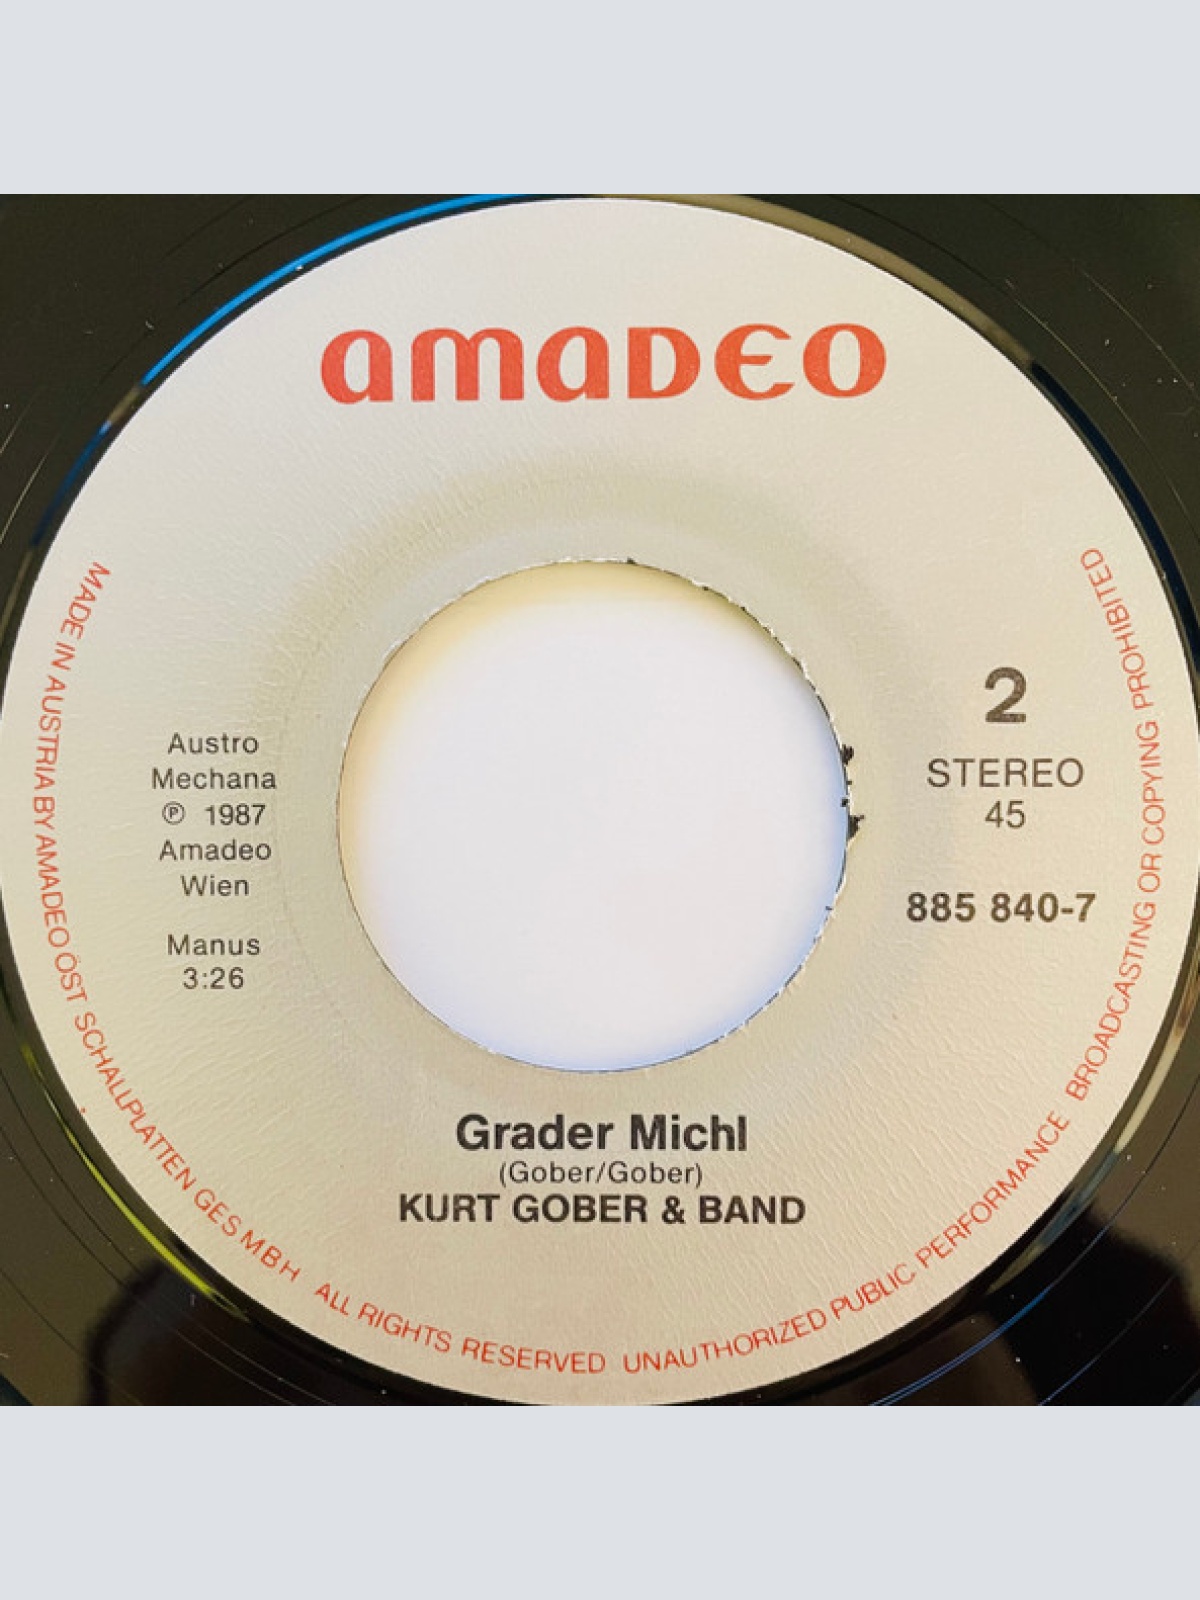 amaDEO
2
STEREO
45
885 840-7
Austro
Mechana
℗ 1987
Amadeo
Wien
Manus
3:26
Grader Michl
(Gober/Gober)
KURT GOBER & BAND
MADE IN AUSTRIA BY AMADEO ÖST SCHALLPLATTEN GES MBH ALL RIGHTS RESERVED UNAUTHORIZED PUBLIC PERFORMANCE BROADCASTING OR COPYING PROHIBITED